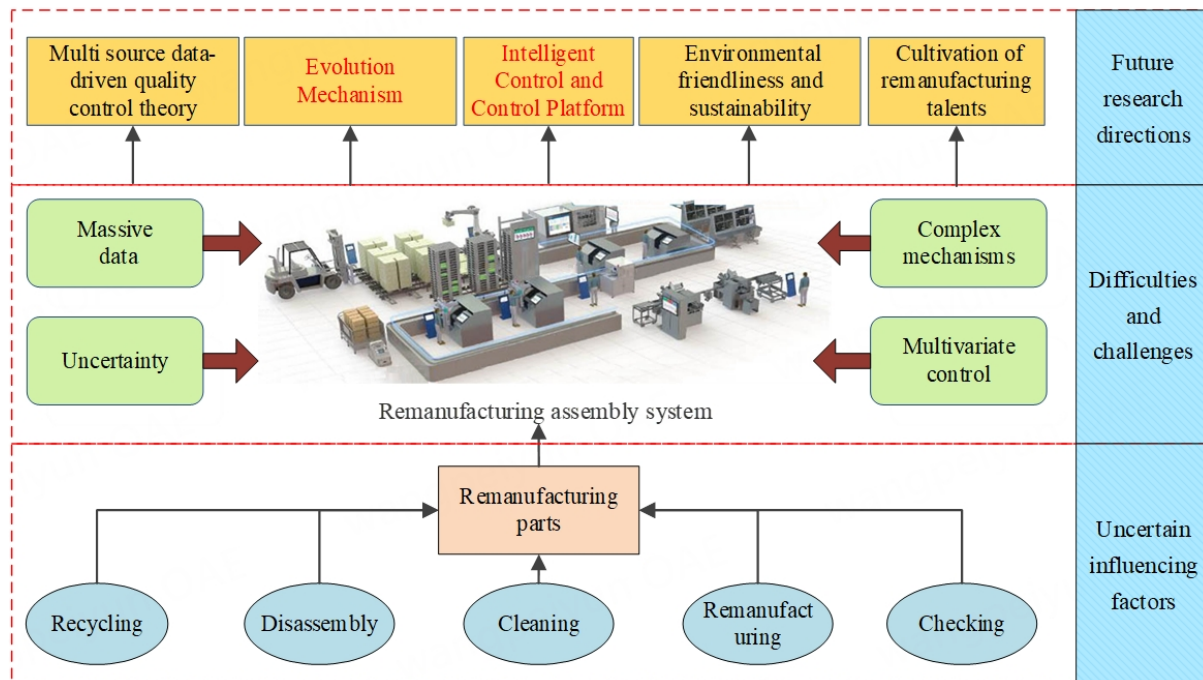 Multi source data-
driven quality
control theory
Evolution
Mechanism
Intelligent
Control and
Control Platform
Environmental
friendliness and
sustainability
Cultivation of
remanufacturing
talents
Future
research
directions
Massive
data
Complex
mechanisms
Uncertainty
Multivariate
control
Remanufacturing assembly system
Difficulties
and
challenges
Remanufacturing
parts
Recycling
Disassembly
Cleaning
Remanufact
uring
Checking
Uncertain
influencing
factors